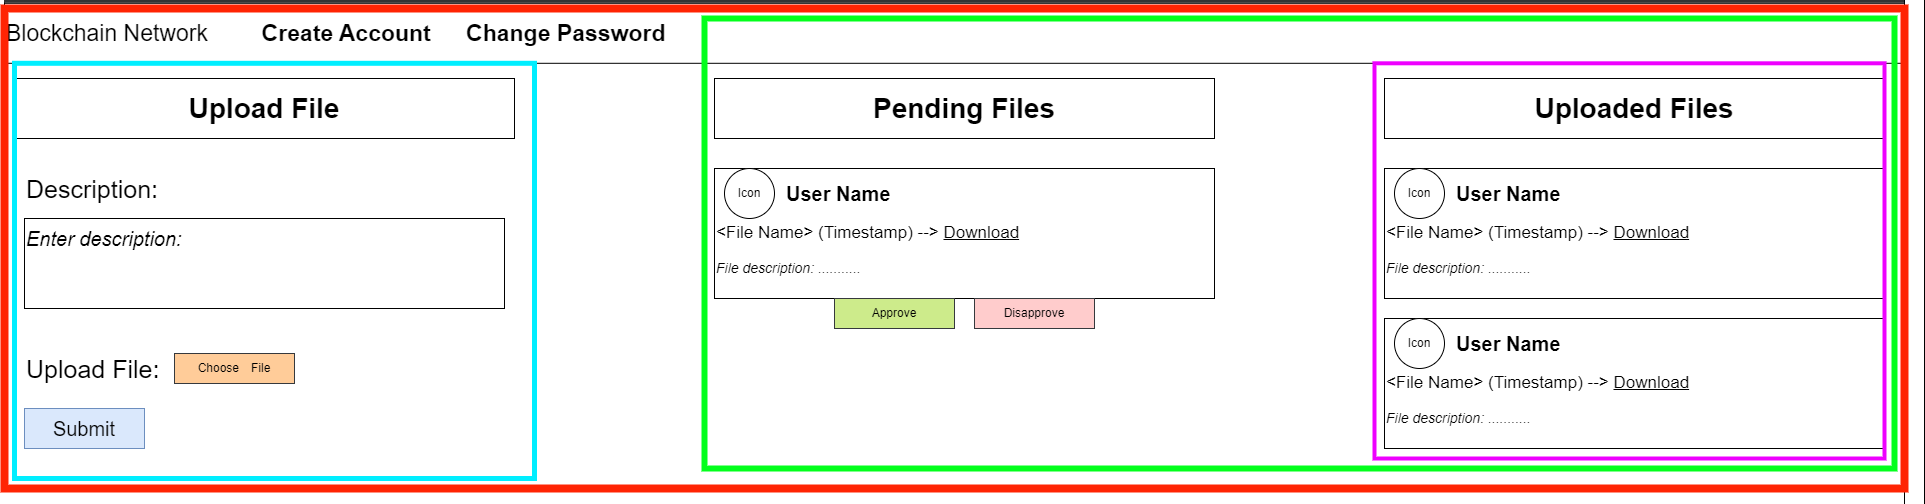 Blockchain Network Create Account Change Password
Upload File
Description:
Enter description:
Upload File: Choose File
Submit
Pending Files
Icon User Name
<File Name> (Timestamp) --> Download
File description: ...........
Approve Disapprove
Uploaded Files
Icon User Name
<File Name> (Timestamp) --> Download
File description: ...........
Icon User Name
<File Name> (Timestamp) --> Download
File description: ...........